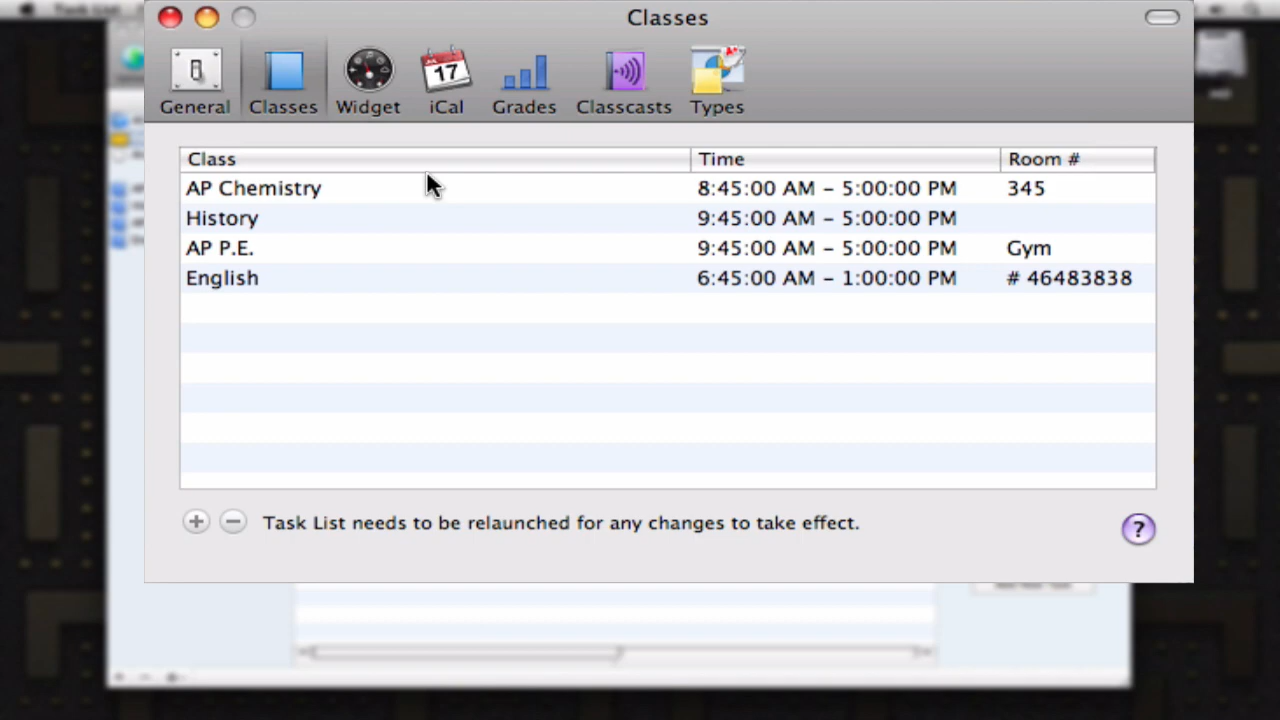 Task List
Classes
General Classes Widget iCal Grades Classcasts Types
17
Class Time Room #
AP Chemistry 8:45:00 AM – 5:00:00 PM 345
History 9:45:00 AM – 5:00:00 PM
AP P.E. 9:45:00 AM – 5:00:00 PM Gym
English 6:45:00 AM – 1:00:00 PM # 46483838
Task List needs to be relaunched for any changes to take effect.
?